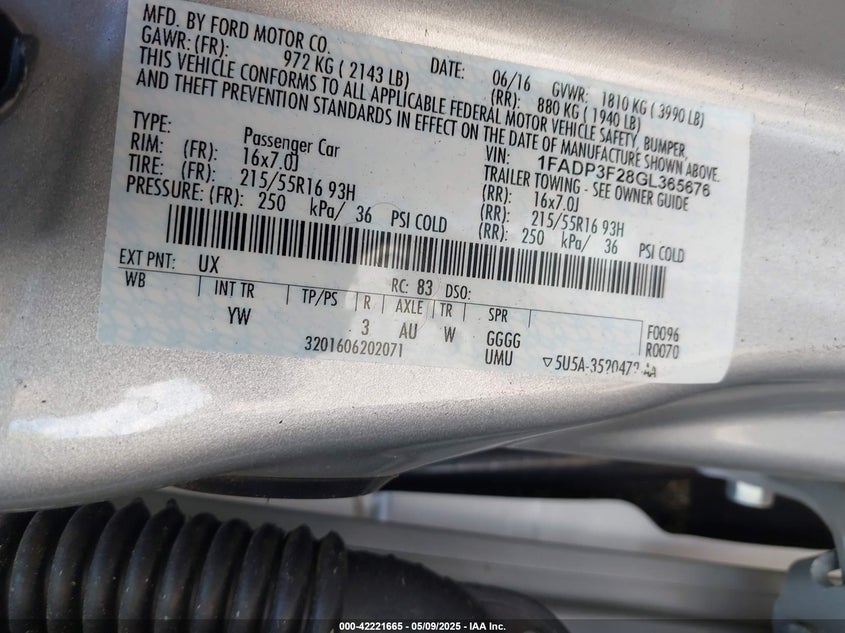 MFD. BY FORD MOTOR CO.
DATE: 06/16 GVWR: 1810 KG ( 3990 LB)
GAWR: (FR): 972 KG ( 2143 LB) (RR): 880 KG ( 1940 LB)
THIS VEHICLE CONFORMS TO ALL APPLICABLE FEDERAL MOTOR VEHICLE SAFETY, BUMPER,
AND THEFT PREVENTION STANDARDS IN EFFECT ON THE DATE OF MANUFACTURE SHOWN ABOVE.
VIN: 1FADP3F28GL365676
TYPE: Passenger Car TRAILER TOWING - SEE OWNER GUIDE
RIM: (FR): 16x7.0J (RR): 16x7.0J
TIRE: (FR): 215/55R16 93H (RR): 215/55R16 93H
PRESSURE: (FR): 250 kPa/ 36 PSI COLD (RR): 250 kPa/ 36 PSI COLD
EXT PNT: UX RC: 83 DSO:
WB INT TR TP/PS R AXLE TR SPR
YW 3 AU W GGGG F0096
3201606202071 UMU R0070
▽5U5A-3520472-AA
000-42221665 - 05/09/2025 - IAA Inc.